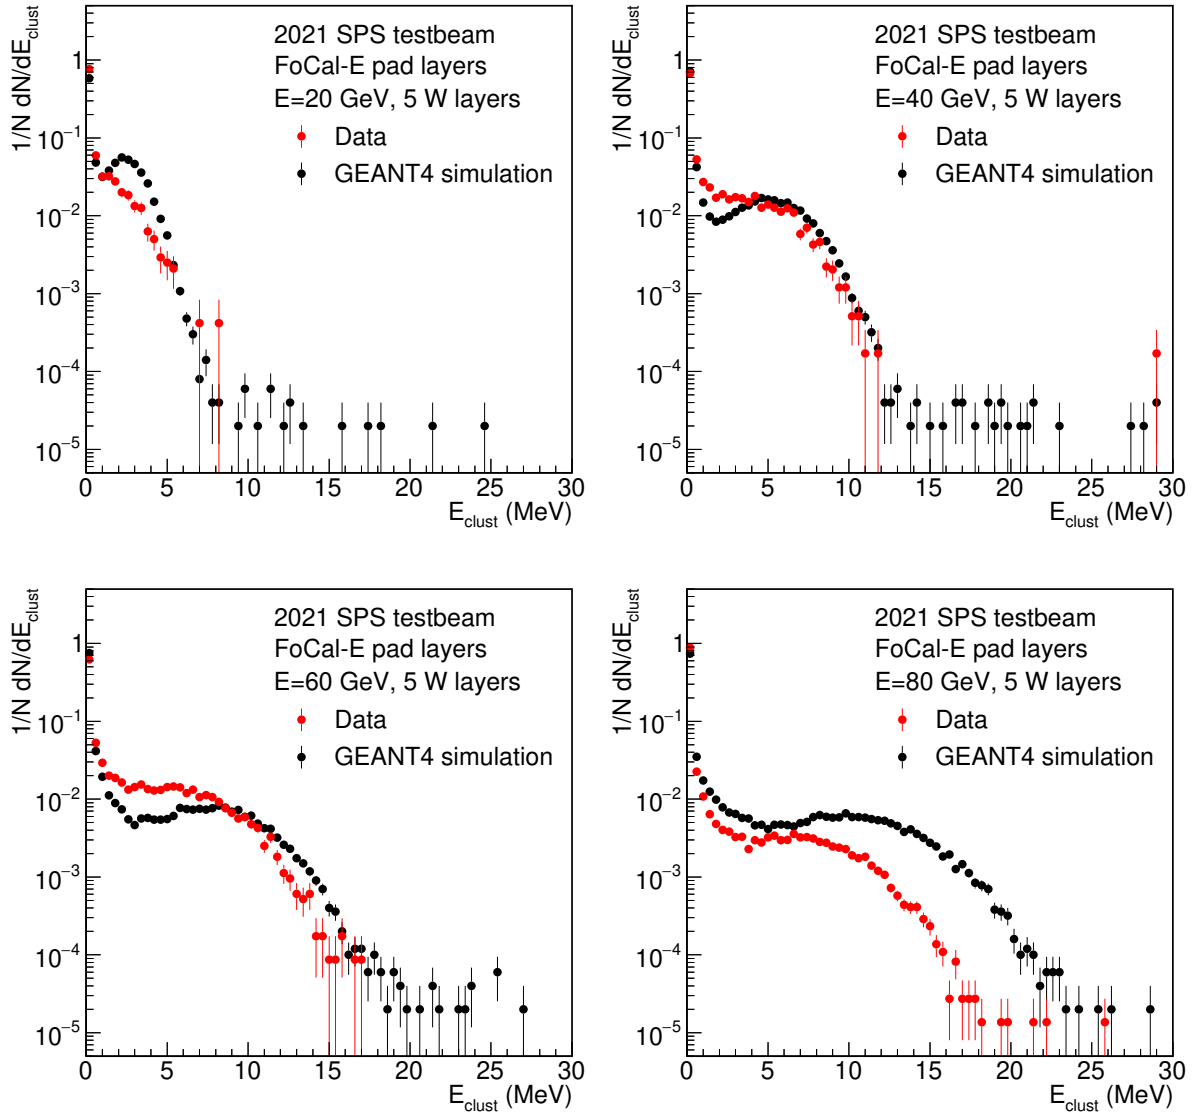 1/N dN/dE_clust
2021 SPS testbeam
FoCal-E pad layers
E=20 GeV, 5 W layers
Data
GEANT4 simulation
1
10^−1
10^−2
10^−3
10^−4
10^−5
0 5 10 15 20 25 30
E_clust (MeV)
1/N dN/dE_clust
2021 SPS testbeam
FoCal-E pad layers
E=40 GeV, 5 W layers
Data
GEANT4 simulation
1
10^−1
10^−2
10^−3
10^−4
10^−5
0 5 10 15 20 25 30
E_clust (MeV)
1/N dN/dE_clust
2021 SPS testbeam
FoCal-E pad layers
E=60 GeV, 5 W layers
Data
GEANT4 simulation
1
10^−1
10^−2
10^−3
10^−4
10^−5
0 5 10 15 20 25 30
E_clust (MeV)
1/N dN/dE_clust
2021 SPS testbeam
FoCal-E pad layers
E=80 GeV, 5 W layers
Data
GEANT4 simulation
1
10^−1
10^−2
10^−3
10^−4
10^−5
0 5 10 15 20 25 30
E_clust (MeV)